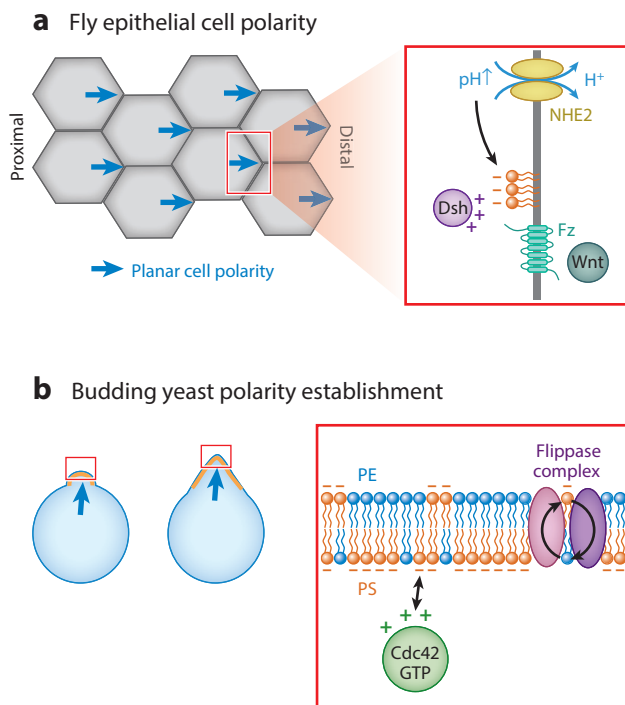 a Fly epithelial cell polarity
Proximal
Distal
Planar cell polarity
pH↑
H+
NHE2
− − −
Dsh
+ + +
Fz
Wnt
b Budding yeast polarity establishment
Flippase
complex
PE
PS
+ + +
Cdc42
GTP